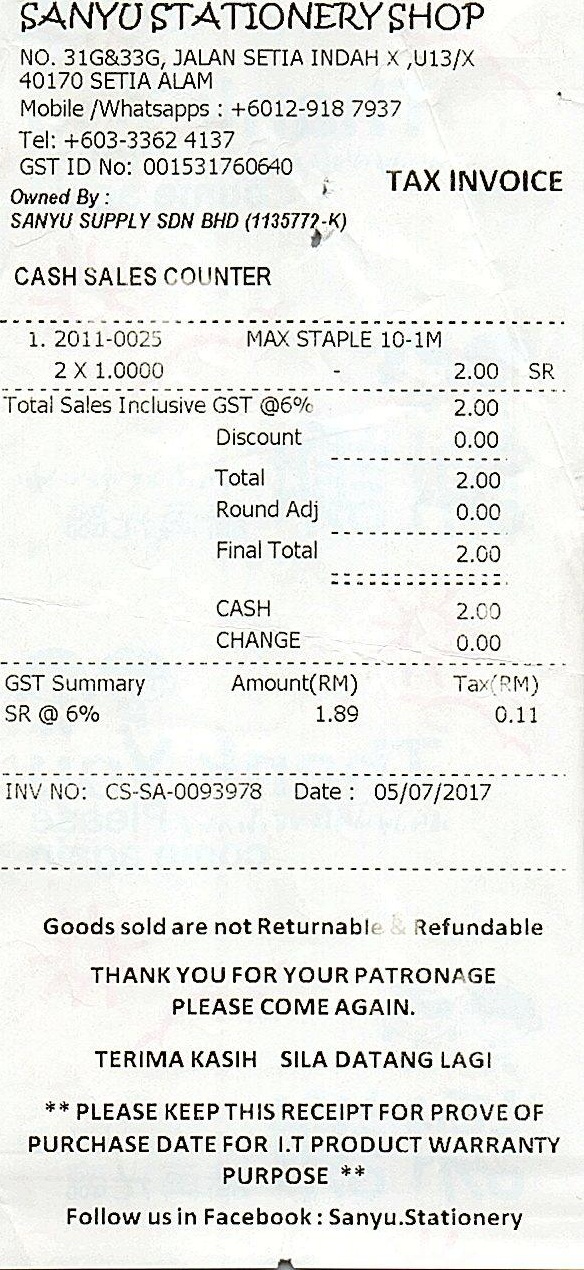 SANYU STATIONERY SHOP
NO. 31G&33G, JALAN SETIA INDAH X ,U13/X
40170 SETIA ALAM
Mobile /Whatsapps : +6012-918 7937
Tel: +603-3362 4137
GST ID No: 001531760640
TAX INVOICE
Owned By :
SANYU SUPPLY SDN BHD (1135772-K)
CASH SALES COUNTER
1. 2011-0025 MAX STAPLE 10-1M
2 X 1.0000 - 2.00 SR
Total Sales Inclusive GST @6% 2.00
Discount 0.00
Total 2.00
Round Adj 0.00
Final Total 2.00
CASH 2.00
CHANGE 0.00
GST Summary Amount(RM) Tax(RM)
SR @ 6% 1.89 0.11
INV NO: CS-SA-0093978 Date : 05/07/2017
Goods sold are not Returnable & Refundable
THANK YOU FOR YOUR PATRONAGE
PLEASE COME AGAIN.
TERIMA KASIH SILA DATANG LAGI
** PLEASE KEEP THIS RECEIPT FOR PROVE OF
PURCHASE DATE FOR I.T PRODUCT WARRANTY
PURPOSE **
Follow us in Facebook : Sanyu.Stationery